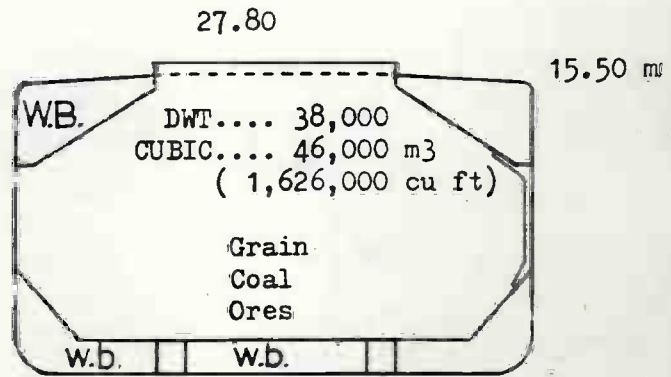 27.80
15.50 m
W.B.
DWT.... 38,000
CUBIC.... 46,000 m3
( 1,626,000 cu ft)
Grain
Coal
Ores
w.b. w.b.